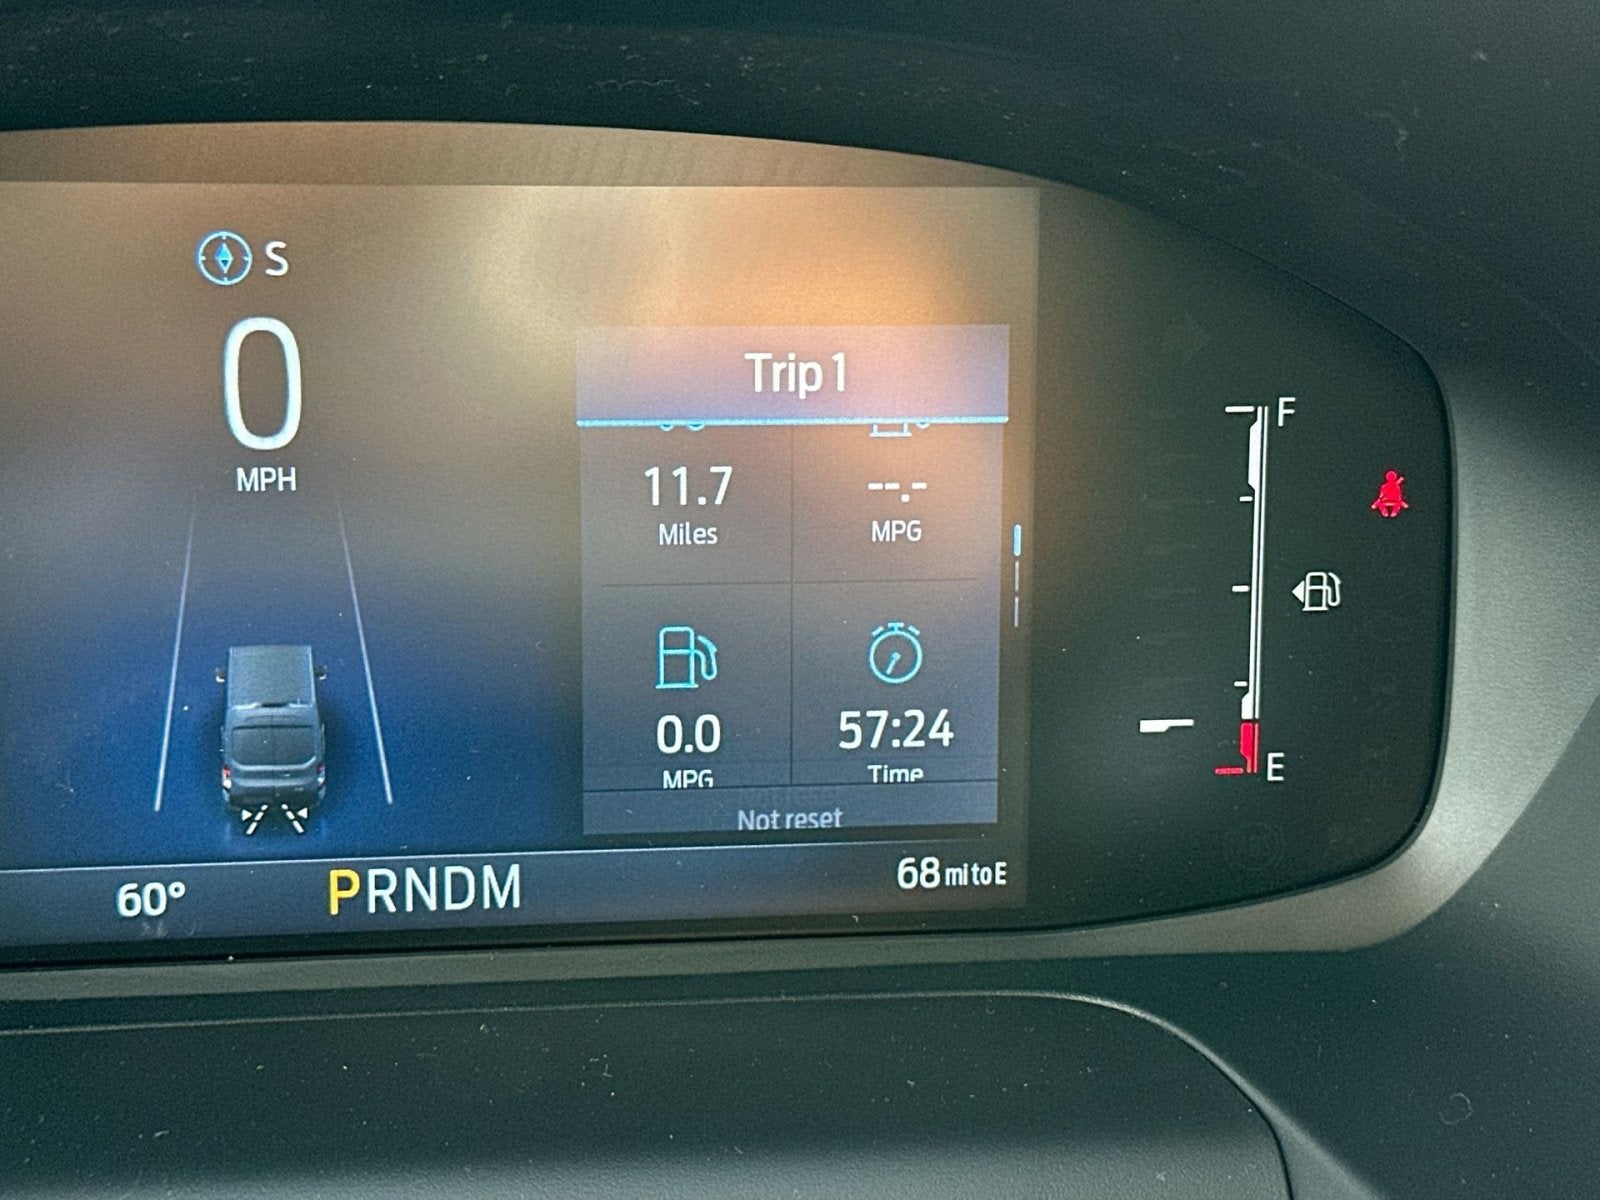 S
0
MPH
Trip 1
11.7
Miles
--.-
MPG
0.0
MPG
57:24
Time
Not reset
60°
PRNDM
68 mi to E
F
E